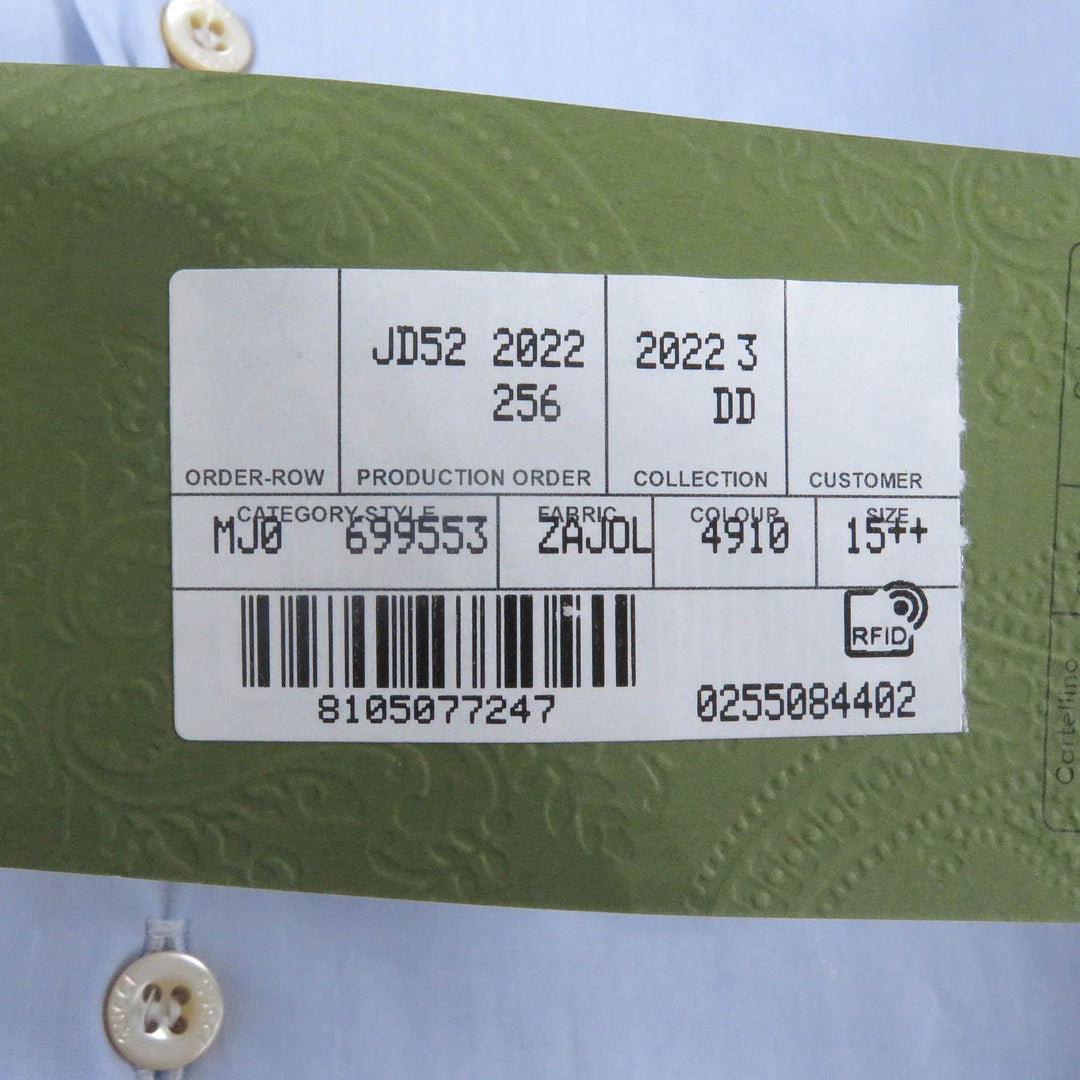 JD52 2022
256
2022 3
DD
ORDER-ROW
PRODUCTION ORDER
COLLECTION
CUSTOMER
CATEGORY-STYLE
FABRIC
COLOUR
SIZE
MJ0 699553
ZAJOL
4910
15++
RFID
8105077247
0255084402
Cartellino